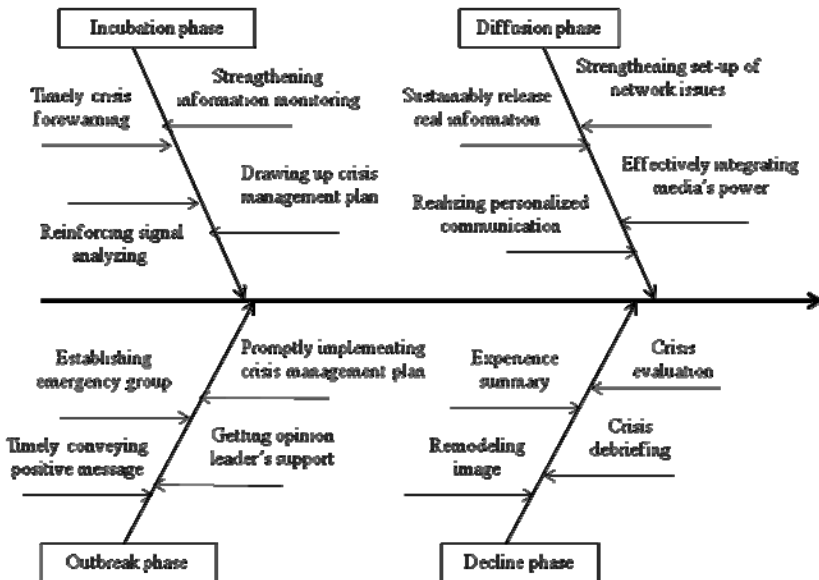 Incubation phase
Diffusion phase
Timely crisis
forewarning
Strengthening
information monitoring
Reinforcing signal
analyzing
Drawing up crisis
management plan
Sustainably release
real information
Strengthening set-up of
network issues
Realizing personalized
communication
Effectively integrating
media's power
Establishing
emergency group
Promptly implementing
crisis management plan
Timely conveying
positive message
Getting opinion
leader's support
Experience
summary
Crisis
evaluation
Remodeling
image
Crisis
debriefing
Outbreak phase
Decline phase